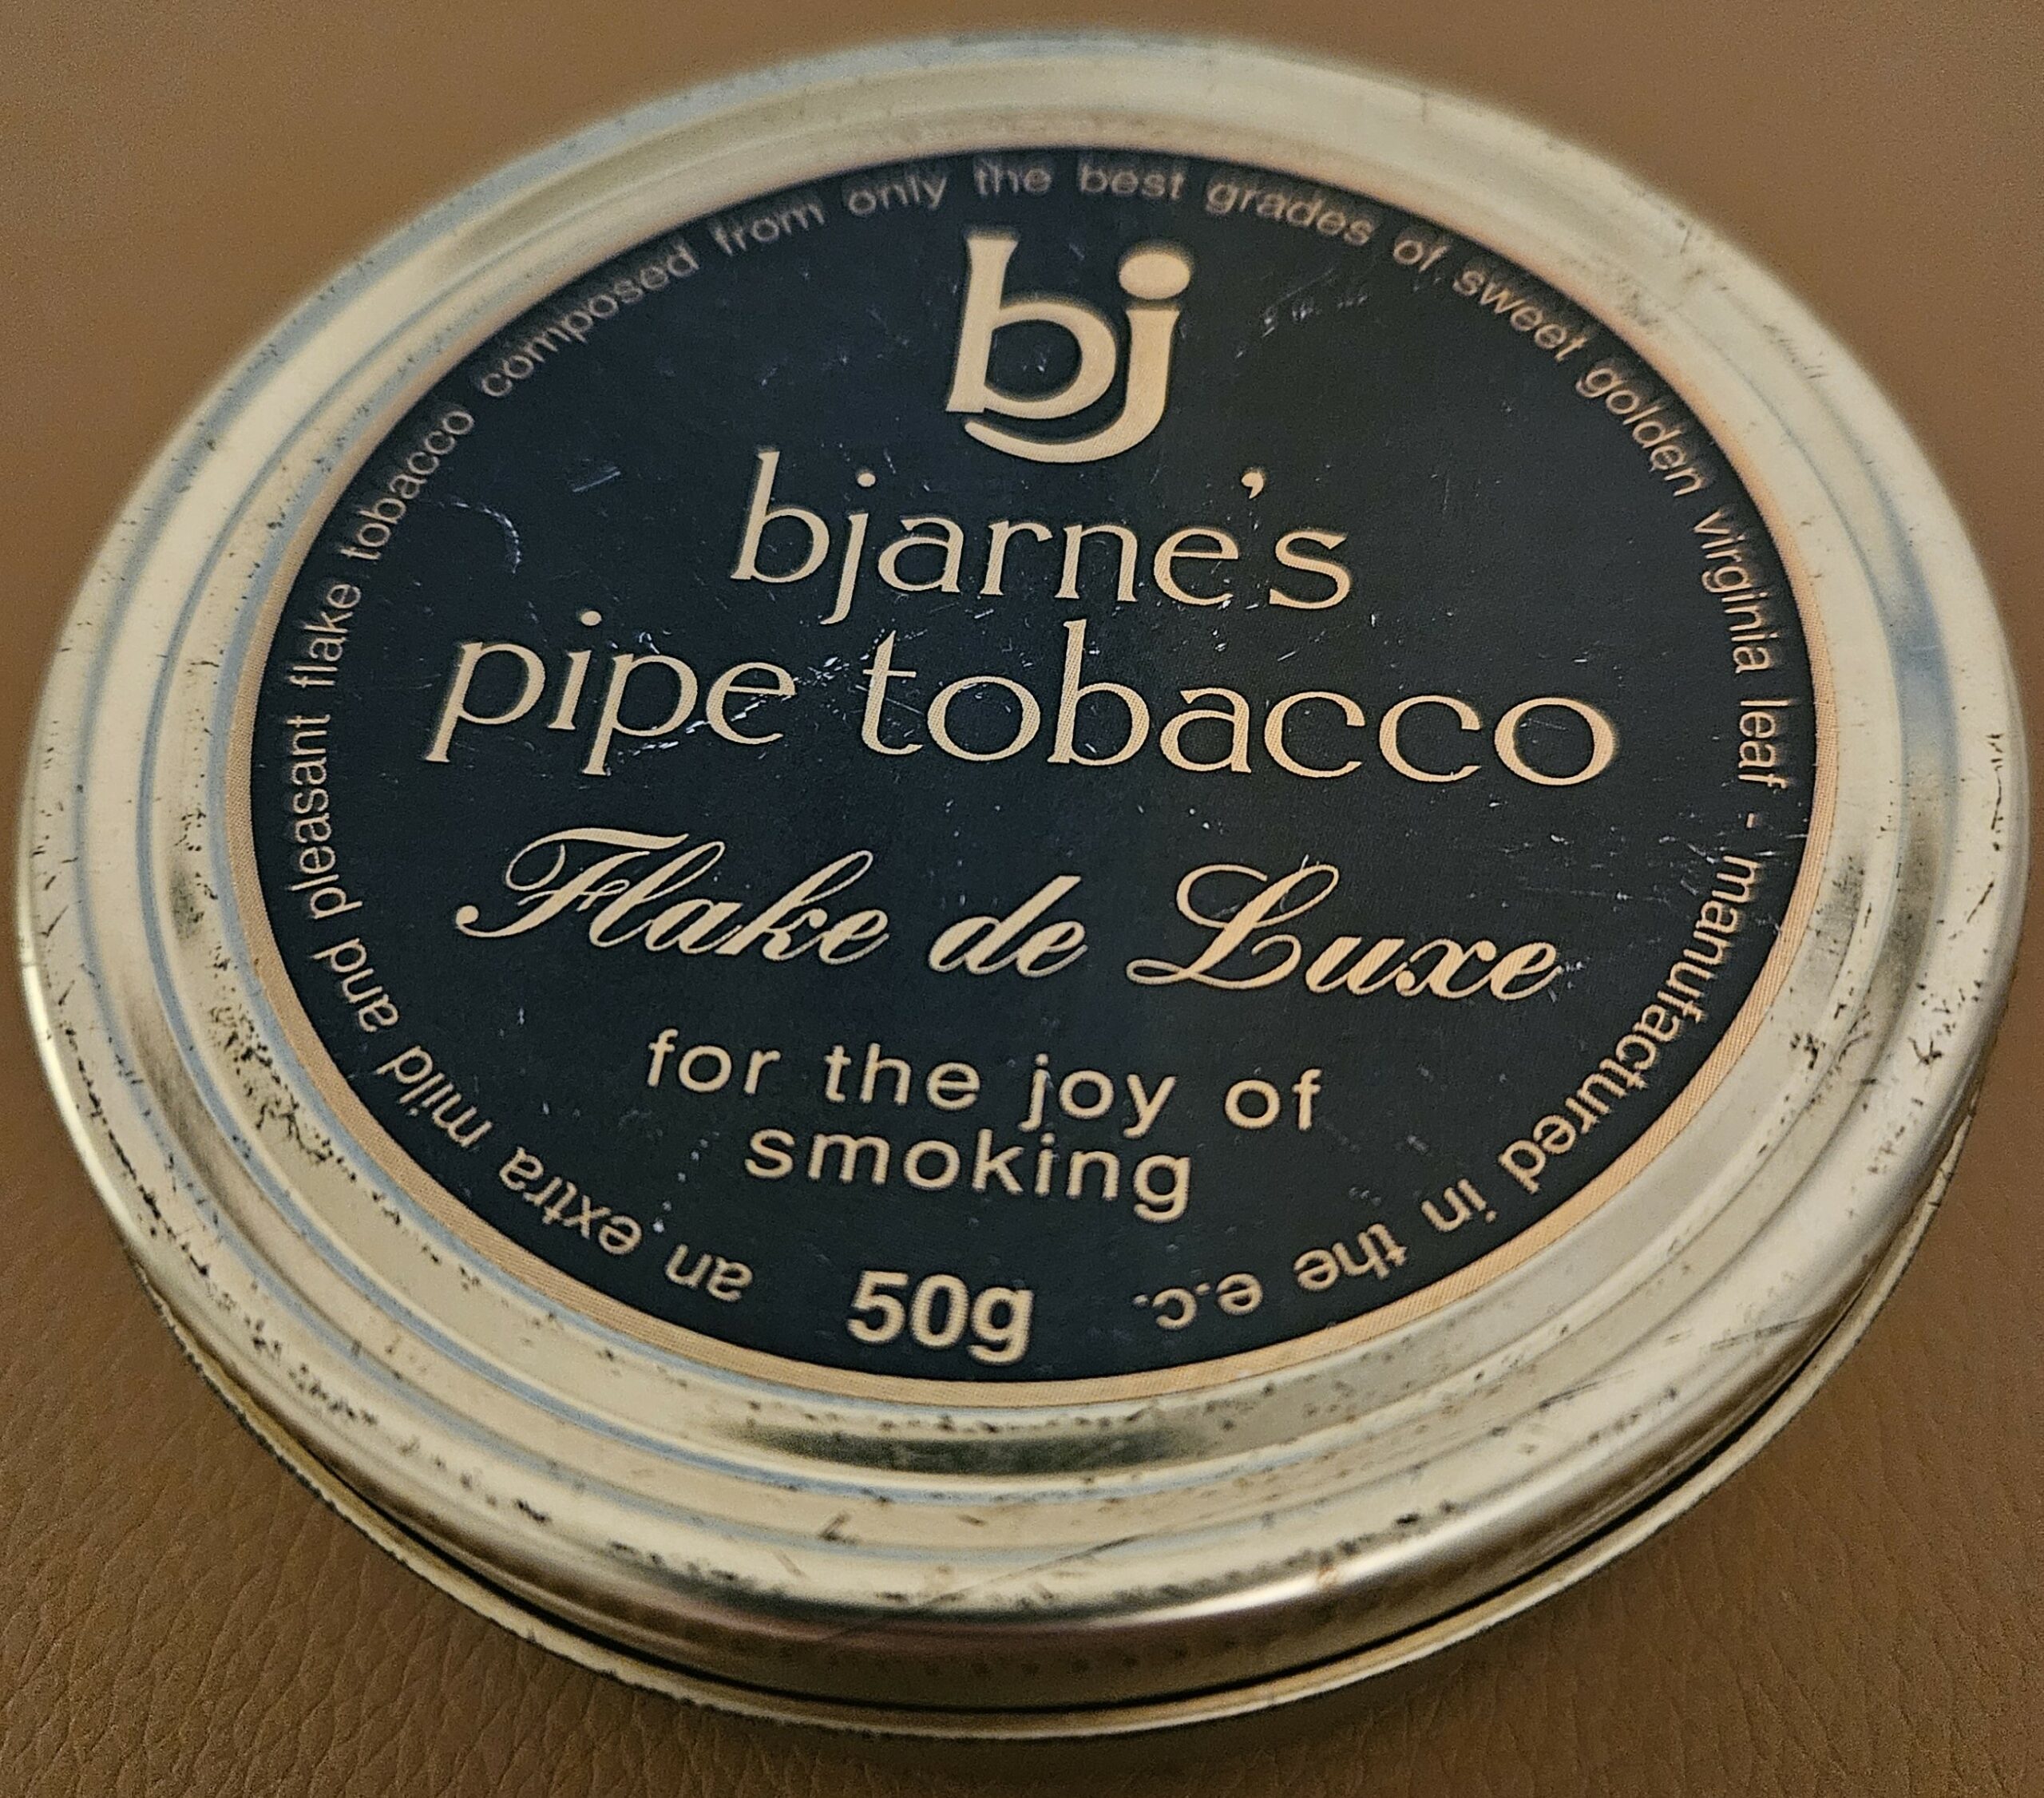 bj
bjarne's
pipe tobacco
Flake de Luxe
for the joy of
smoking
50g
an extra mild and pleasant flake tobacco composed from only the best grades of sweet golden virginia leaf - manufactured in the e.c.